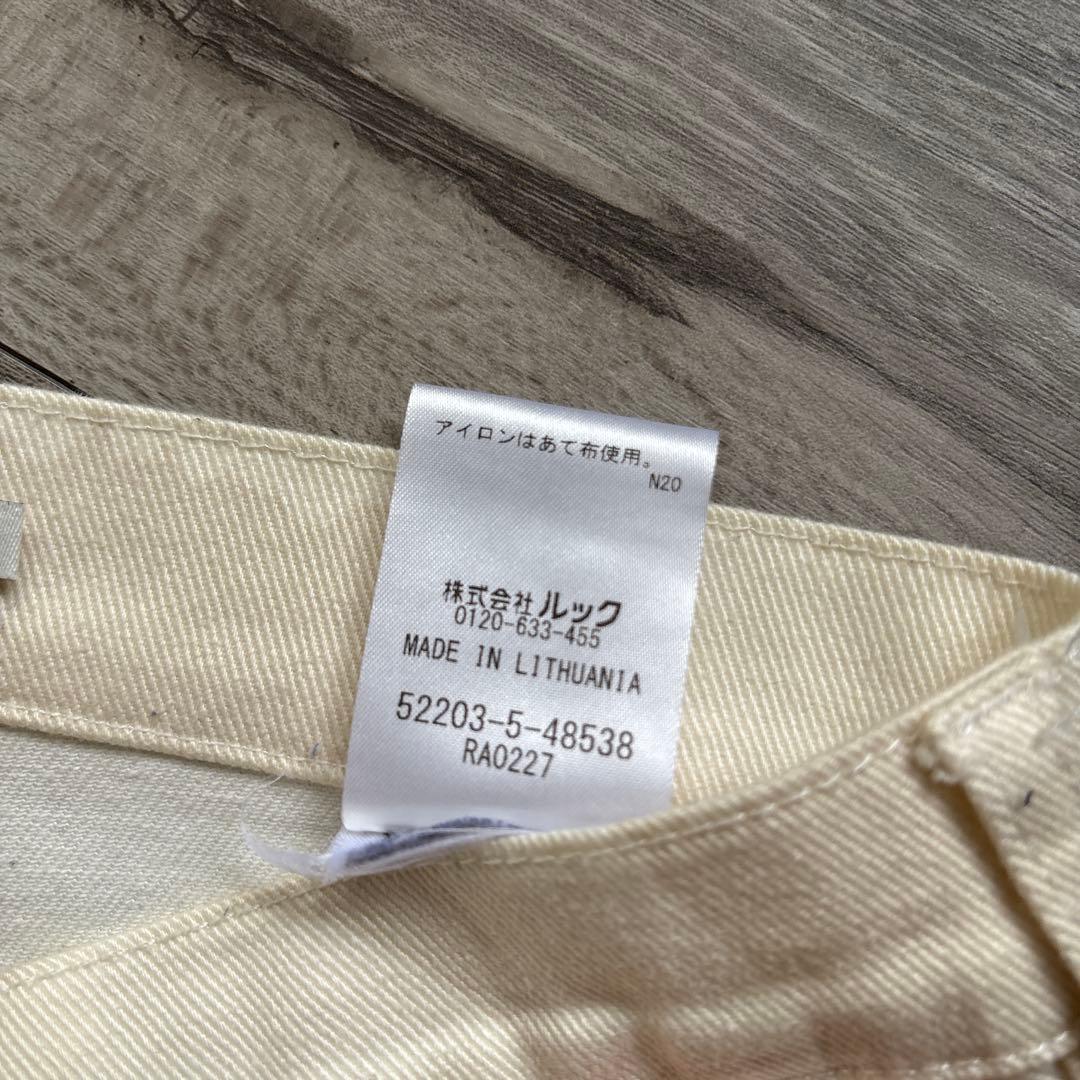 アイロンはあて布使用。
N20
株式会社 ルック
0120-633-455
MADE IN LITHUANIA
52203-5-48538
RA0227